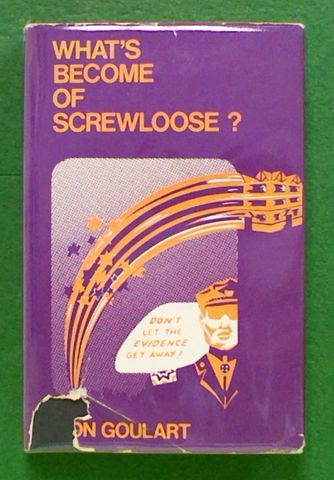 WHAT'S
BECOME
OF
SCREWLOOSE ?
DON'T
LET THE
EVIDENCE
GET AWAY!
ON GOULART